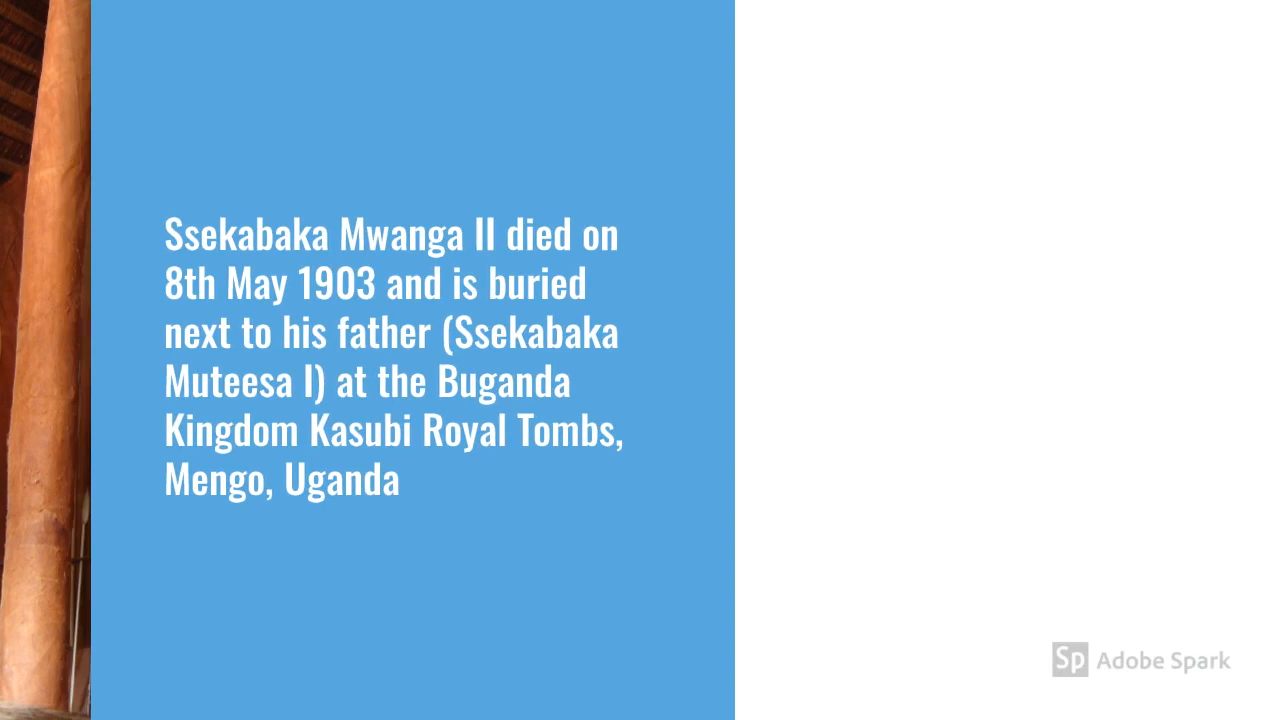 Ssekabaka Mwanga II died on
8th May 1903 and is buried
next to his father (Ssekabaka
Muteesa I) at the Buganda
Kingdom Kasubi Royal Tombs,
Mengo, Uganda
Sp Adobe Spark